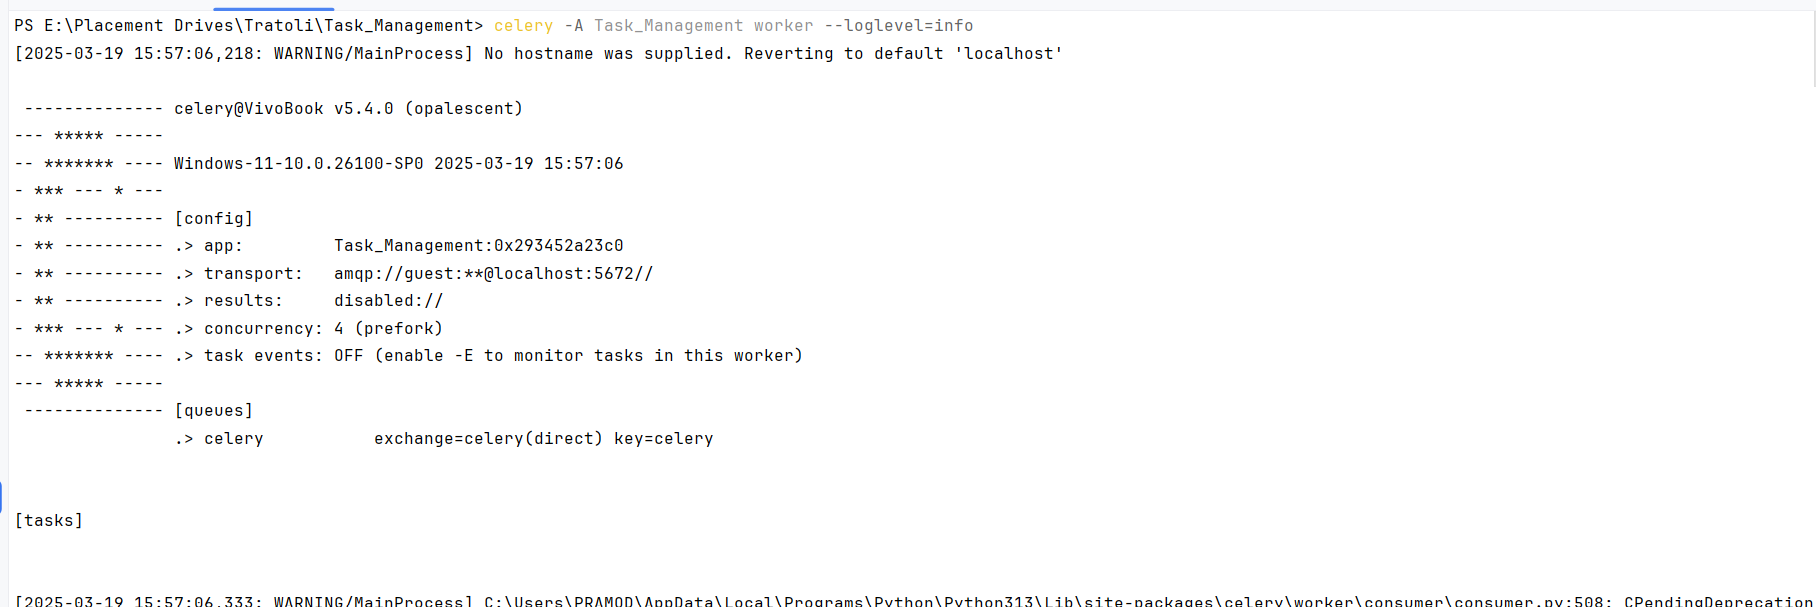 PS E:\Placement Drives\Tratoli\Task_Management> celery -A Task_Management worker --loglevel=info
[2025-03-19 15:57:06,218: WARNING/MainProcess] No hostname was supplied. Reverting to default 'localhost'
 -------------- celery@VivoBook v5.4.0 (opalescent)
--- ***** -----
-- ******* ---- Windows-11-10.0.26100-SP0 2025-03-19 15:57:06
- *** --- * ---
- ** ---------- [config]
- ** ---------- .> app:         Task_Management:0x293452a23c0
- ** ---------- .> transport:   amqp://guest:**@localhost:5672//
- ** ---------- .> results:     disabled://
- *** --- * --- .> concurrency: 4 (prefork)
-- ******* ---- .> task events: OFF (enable -E to monitor tasks in this worker)
--- ***** -----
 -------------- [queues]
                .> celery           exchange=celery(direct) key=celery
[tasks]
[2025-03-19 15:57:06,333: WARNING/MainProcess] C:\Users\PRAMOD\AppData\Local\Programs\Python\Python313\Lib\site-packages\celery\worker\consumer\consumer.py:508: CPendingDeprecation